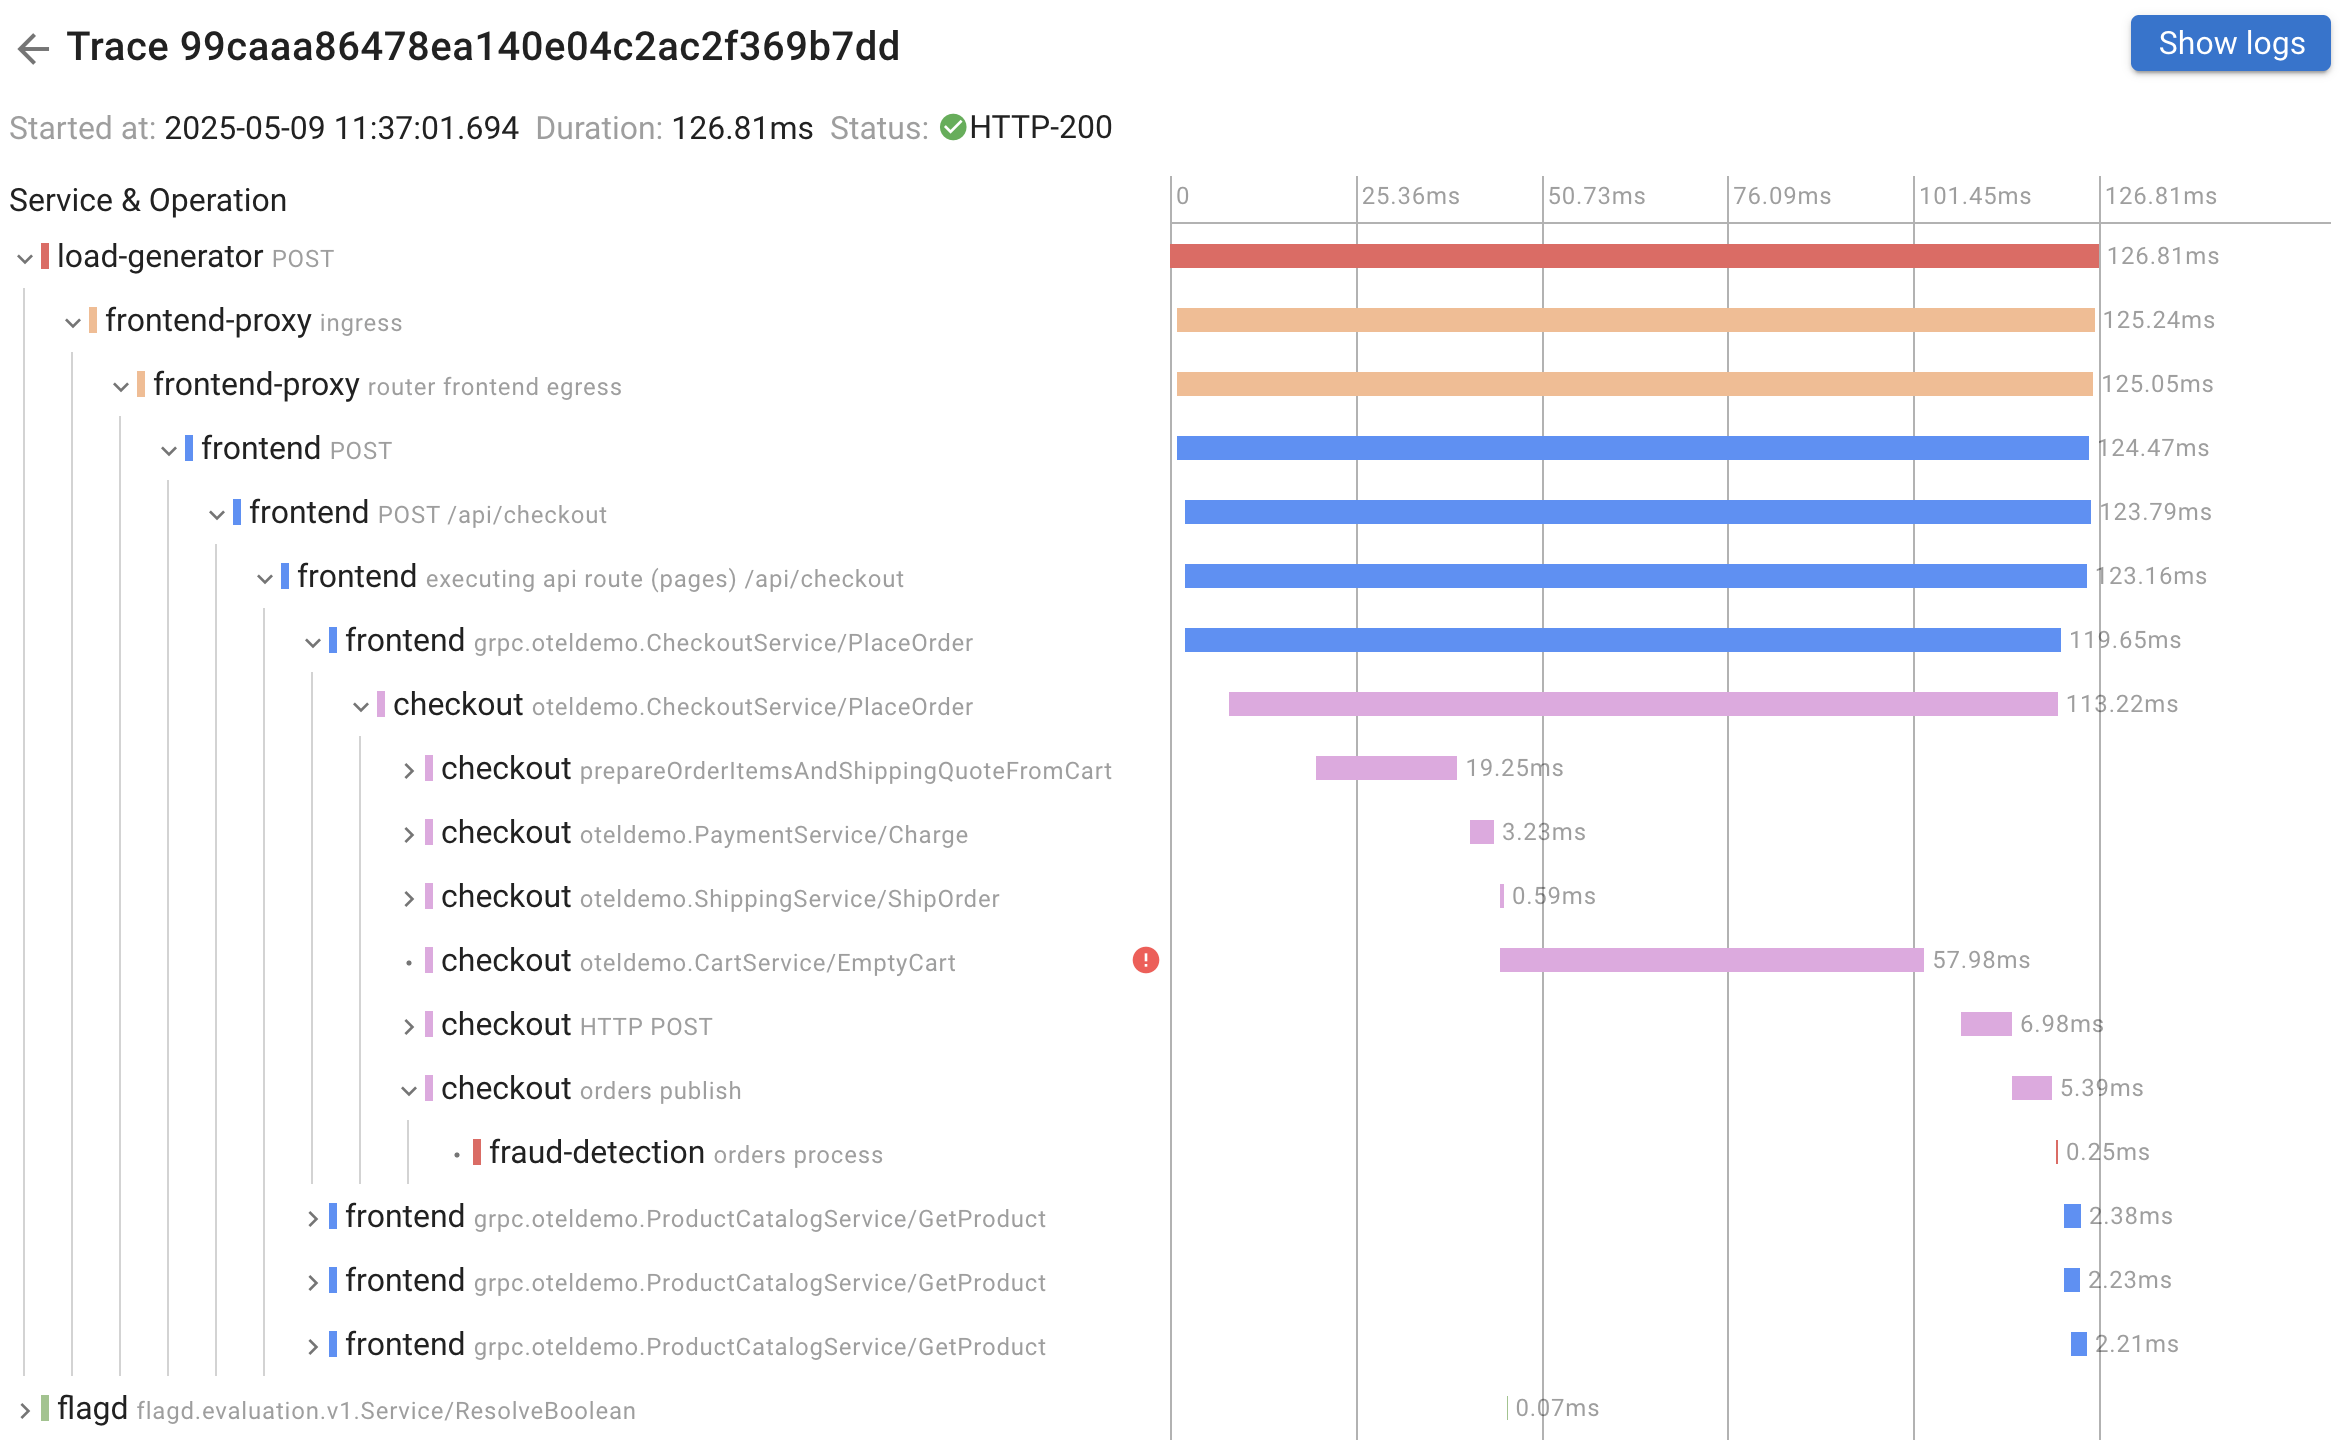 Trace 99caaa86478ea140e04c2ac2f369b7dd
Show logs
Started at: 2025-05-09 11:37:01.694 Duration: 126.81ms Status: HTTP-200
Service & Operation 0 25.36ms 50.73ms 76.09ms 101.45ms 126.81ms
load-generator POST 126.81ms
frontend-proxy ingress 125.24ms
frontend-proxy router frontend egress 125.05ms
frontend POST 124.47ms
frontend POST /api/checkout 123.79ms
frontend executing api route (pages) /api/checkout 123.16ms
frontend grpc.oteldemo.CheckoutService/PlaceOrder 119.65ms
checkout oteldemo.CheckoutService/PlaceOrder 113.22ms
checkout prepareOrderItemsAndShippingQuoteFromCart 19.25ms
checkout oteldemo.PaymentService/Charge 3.23ms
checkout oteldemo.ShippingService/ShipOrder 0.59ms
checkout oteldemo.CartService/EmptyCart 57.98ms
checkout HTTP POST 6.98ms
checkout orders publish 5.39ms
fraud-detection orders process 0.25ms
frontend grpc.oteldemo.ProductCatalogService/GetProduct 2.38ms
frontend grpc.oteldemo.ProductCatalogService/GetProduct 2.23ms
frontend grpc.oteldemo.ProductCatalogService/GetProduct 2.21ms
flagd flagd.evaluation.v1.Service/ResolveBoolean 0.07ms